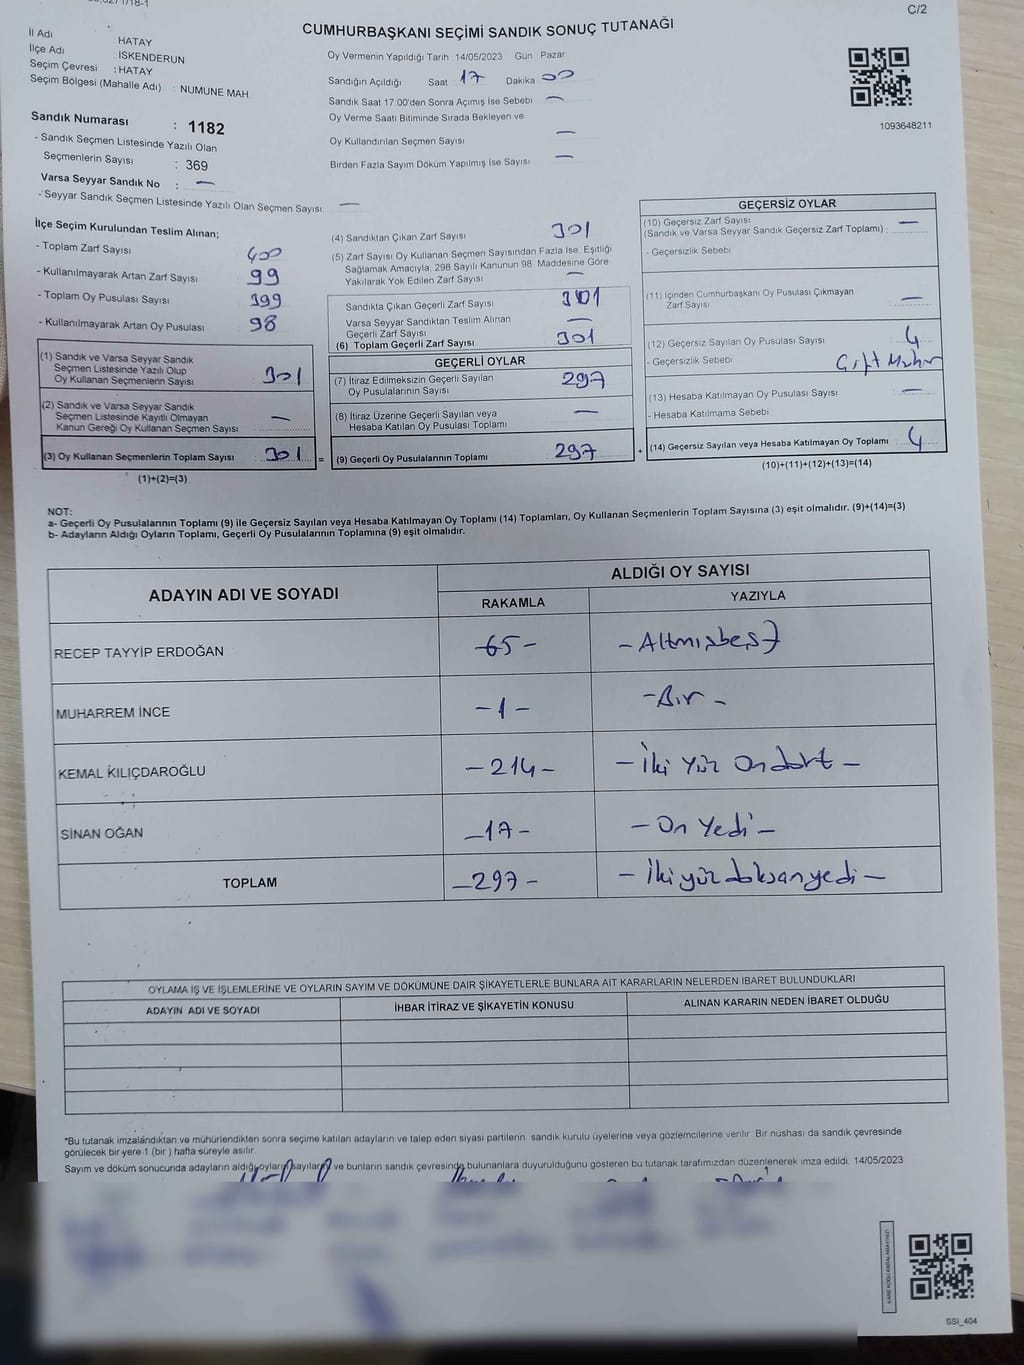 C/2
CUMHURBAŞKANI SEÇİMİ SANDIK SONUÇ TUTANAĞI
İl Adı : HATAY
İlçe Adı : İSKENDERUN
Seçim Çevresi : HATAY
Seçim Bölgesi (Mahalle Adı) : NUMUNE MAH
Sandık Numarası : 1182
- Sandık Seçmen Listesinde Yazılı Olan
Seçmenlerin Sayısı : 369
Varsa Seyyar Sandık No : —
- Seyyar Sandık Seçmen Listesinde Yazılı Olan Seçmen Sayısı: —
Oy Vermenin Yapıldığı Tarih 14/05/2023 Gün Pazar
Sandığın Açıldığı Saat 17 Dakika 00
Sandık Saat 17:00'den Sonra Açımış İse Sebebi —
Oy Verme Saati Bitiminde Sırada Bekleyen ve
Oy Kullandırılan Seçmen Sayısı —
Birden Fazla Sayım Döküm Yapılmış İse Sayısı —
1093648211
İlçe Seçim Kurulundan Teslim Alınan;
- Toplam Zarf Sayısı 400
- Kullanılmayarak Artan Zarf Sayısı 99
- Toplam Oy Pusulası Sayısı 399
- Kullanılmayarak Artan Oy Pusulası 98
(1) Sandık ve Varsa Seyyar Sandık
Seçmen Listesinde Yazılı Olup
Oy Kullanan Seçmenlerin Sayısı 301
(2) Sandık ve Varsa Seyyar Sandık
Seçmen Listesinde Kayıtlı Olmayan
Kanun Gereği Oy Kullanan Seçmen Sayısı —
(3) Oy Kullanan Seçmenlerin Toplam Sayısı 301 =
(1)+(2)=(3)
(4) Sandıktan Çıkan Zarf Sayısı 301
(5) Zarf Sayısı Oy Kullanan Seçmen Sayısından Fazla İse, Eşitliği
Sağlamak Amacıyla; 298 Sayılı Kanunun 98. Maddesine Göre
Yakılarak Yok Edilen Zarf Sayısı —
Sandıkta Çıkan Geçerli Zarf Sayısı 301
Varsa Seyyar Sandıktan Teslim Alınan
Geçerli Zarf Sayısı —
(6) Toplam Geçerli Zarf Sayısı 301
GEÇERLİ OYLAR
(7) İtiraz Edilmeksizin Geçerli Sayılan
Oy Pusulalarının Sayısı 297
(8) İtiraz Üzerine Geçerli Sayılan veya
Hesaba Katılan Oy Pusulası Toplamı —
(9) Geçerli Oy Pusulalarının Toplamı 297 +
GEÇERSİZ OYLAR
(10) Geçersiz Zarf Sayısı
(Sandık ve Varsa Seyyar Sandık Geçersiz Zarf Toplamı) : —
- Geçersizlik Sebebi
(11) İçinden Cumhurbaşkanı Oy Pusulası Çıkmayan
Zarf Sayısı : —
(12) Geçersiz Sayılan Oy Pusulası Sayısı : 4
- Geçersizlik Sebebi Çift Mühür
(13) Hesaba Katılmayan Oy Pusulası Sayısı : —
- Hesaba Katılmama Sebebi
(14) Geçersiz Sayılan veya Hesaba Katılmayan Oy Toplamı : 4
(10)+(11)+(12)+(13)=(14)
NOT:
a- Geçerli Oy Pusulalarının Toplamı (9) ile Geçersiz Sayılan veya Hesaba Katılmayan Oy Toplamı (14) Toplamları, Oy Kullanan Seçmenlerin Toplam Sayısına (3) eşit olmalıdır. (9)+(14)=(3)
b- Adayların Aldığı Oyların Toplamı, Geçerli Oy Pusulalarının Toplamına (9) eşit olmalıdır.
ADAYIN ADI VE SOYADI
ALDIĞI OY SAYISI
RAKAMLA YAZIYLA
RECEP TAYYİP ERDOĞAN -65- -Altmışbeş-
MUHARREM İNCE -1- -Bir-
KEMAL KILIÇDAROĞLU -214- -İki Yüz Ondört-
SİNAN OĞAN -17- -On Yedi-
TOPLAM -297- -İki yüz doksan yedi-
OYLAMA İŞ VE İŞLEMLERİNE VE OYLARIN SAYIM VE DÖKÜMÜNE DAİR ŞİKAYETLERLE BUNLARA AİT KARARLARIN NELERDEN İBARET BULUNDUKLARI
ADAYIN ADI VE SOYADI İHBAR İTİRAZ VE ŞİKAYETİN KONUSU ALINAN KARARIN NEDEN İBARET OLDUĞU
*Bu tutanak imzalandıktan ve mühürlendikten sonra seçime katılan adayların ve talep eden siyasi partilerin sandık kurulu üyelerine veya gözlemcilerine verilir. Bir nüshası da sandık çevresinde
görülecek bir yere 1 (bir ) hafta süreyle asılır.
Sayım ve döküm sonucunda adayların aldığı oyların sayıları ve bunların sandık çevresinde bulunanlara duyurulduğunu gösteren bu tutanak tarafımızdan düzenlenerek imza edildi. 14/05/2023
SSI_404